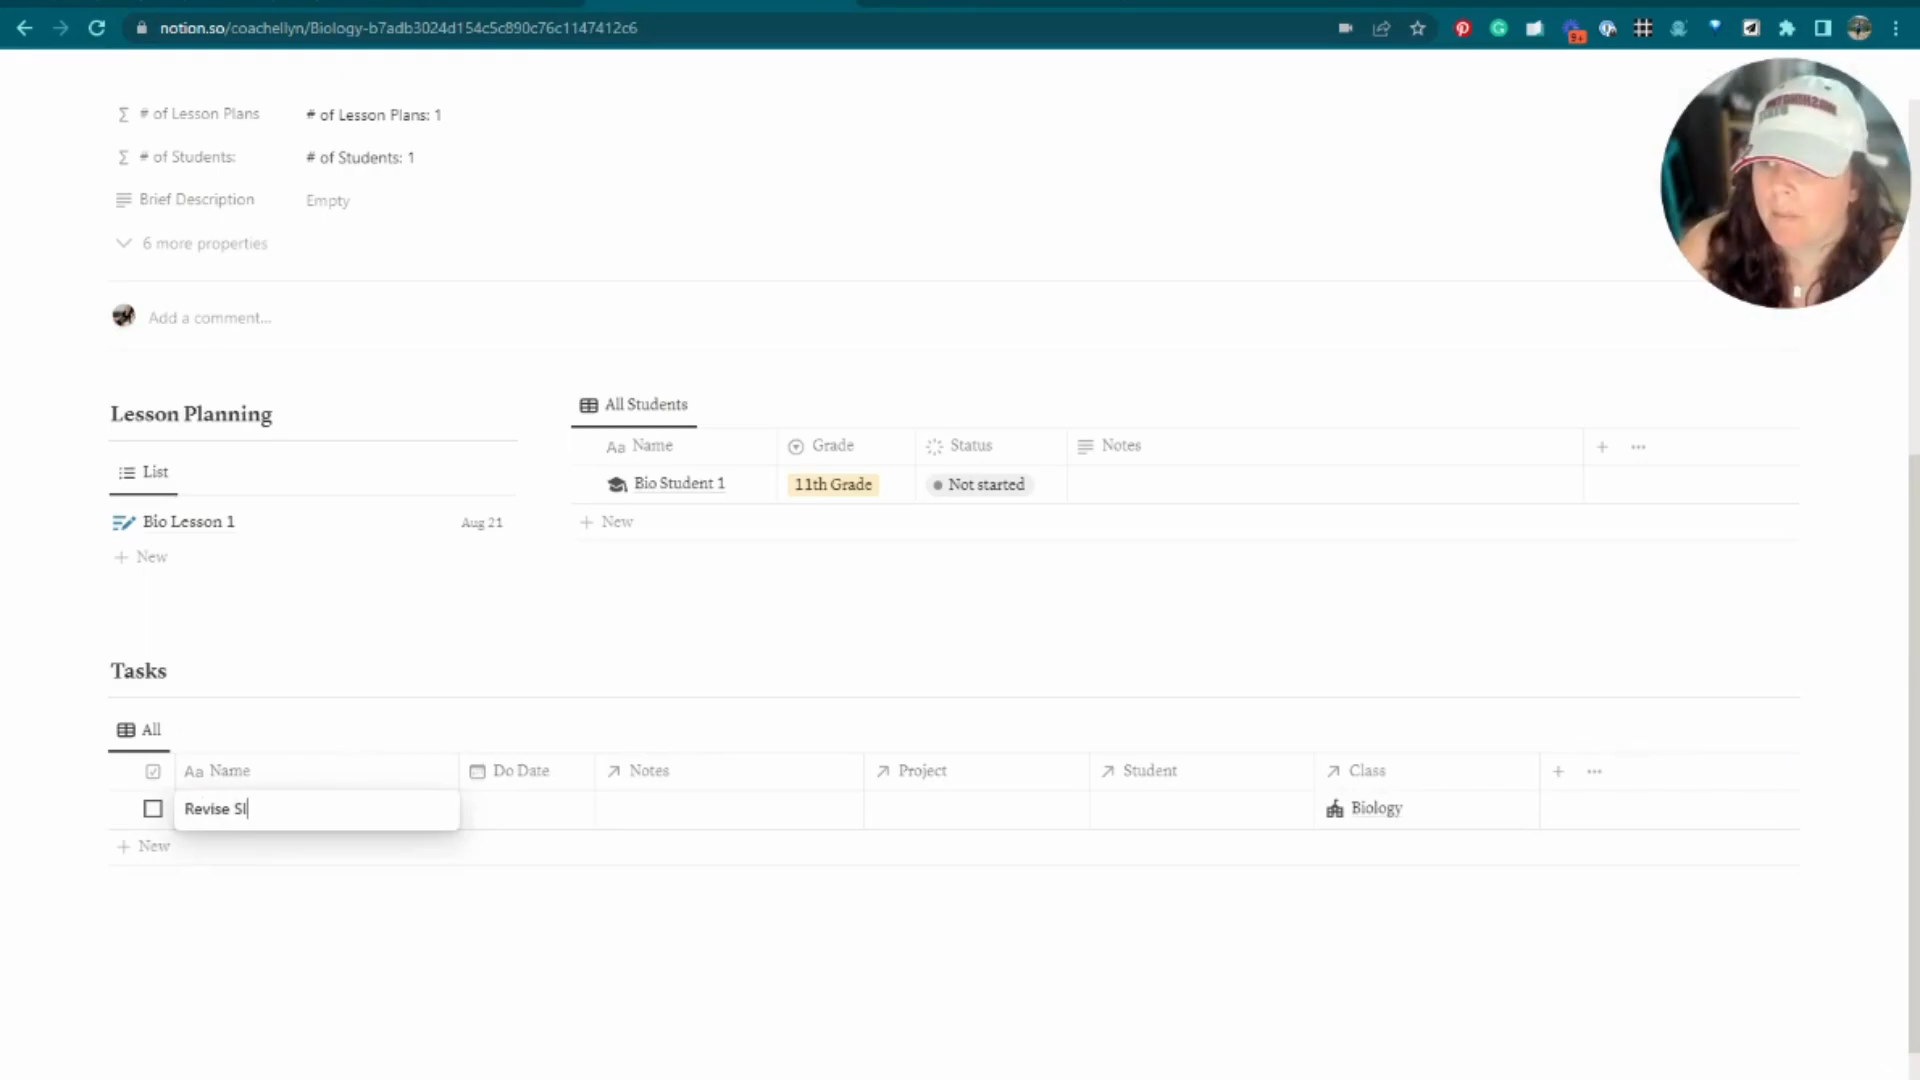 notion.so/coachellyn/Biology-b7adb3024d154c5c890c76c1147412c6
9+
# of Lesson Plans # of Lesson Plans: 1
# of Students: # of Students: 1
Brief Description Empty
6 more properties
Add a comment...
Lesson Planning
List
Bio Lesson 1 Aug 21
+ New
All Students
Aa Name Grade Status Notes
Bio Student 1 11th Grade Not started
+ New
Tasks
All
Aa Name Do Date Notes Project Student Class
Revise Sl Biology
+ New